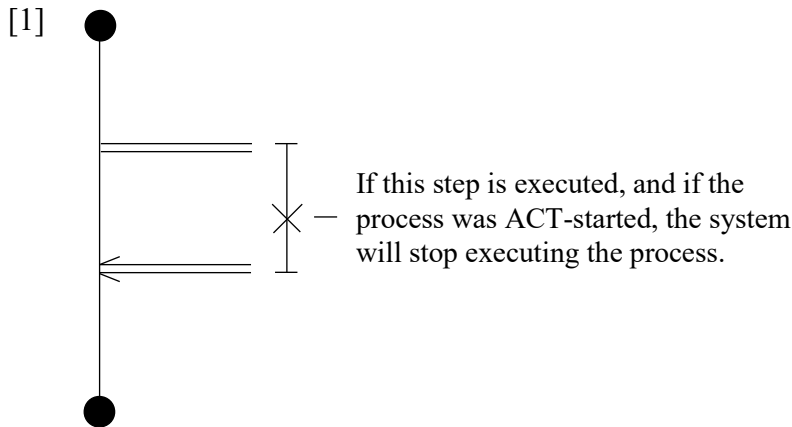 [1]
If this step is executed, and if the
process was ACT-started, the system
will stop executing the process.